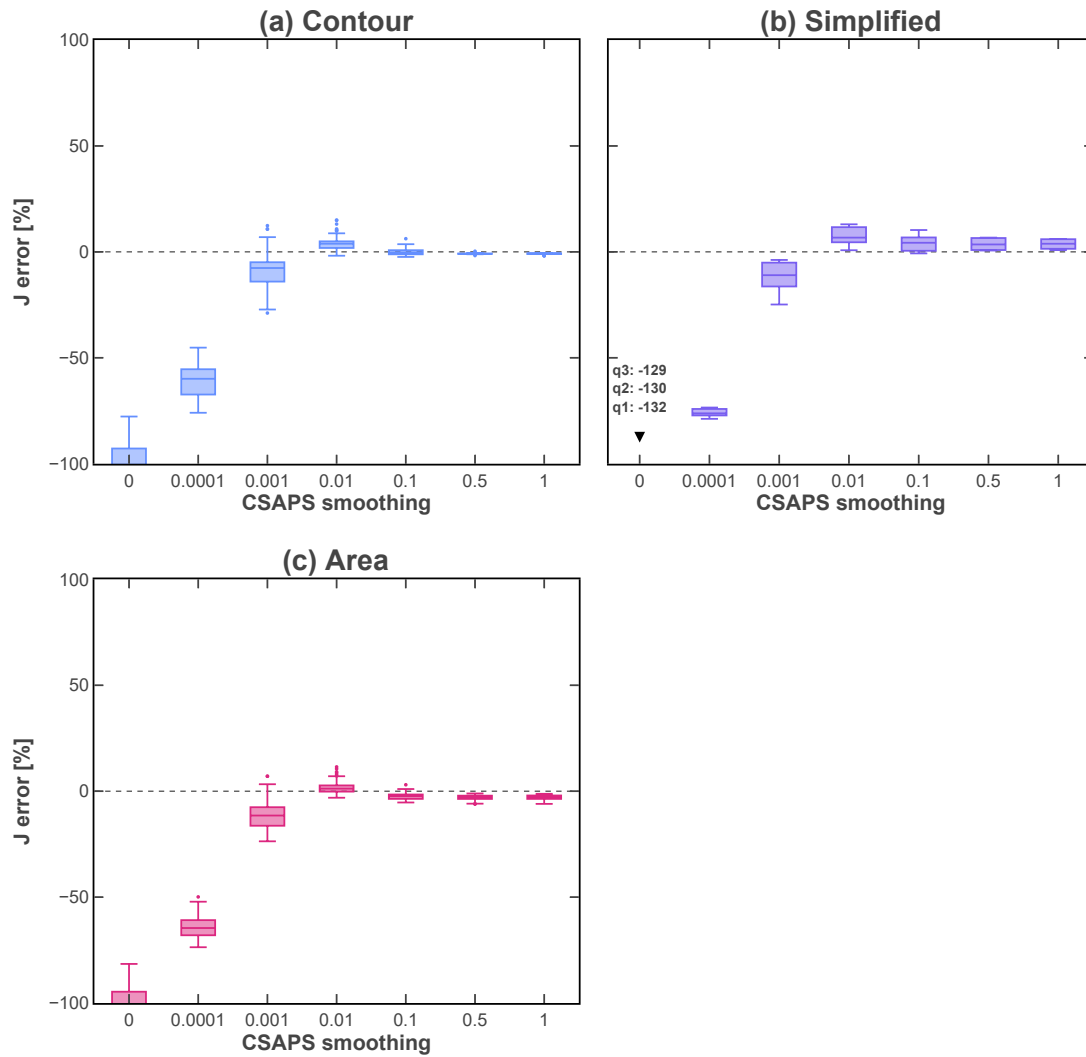 (a) Contour
J error [%]
100
50
0
−50
−100
0 0.0001 0.001 0.01 0.1 0.5 1
CSAPS smoothing
(b) Simplified
q3: -129
q2: -130
q1: -132
0 0.0001 0.001 0.01 0.1 0.5 1
CSAPS smoothing
(c) Area
J error [%]
100
50
0
−50
−100
0 0.0001 0.001 0.01 0.1 0.5 1
CSAPS smoothing